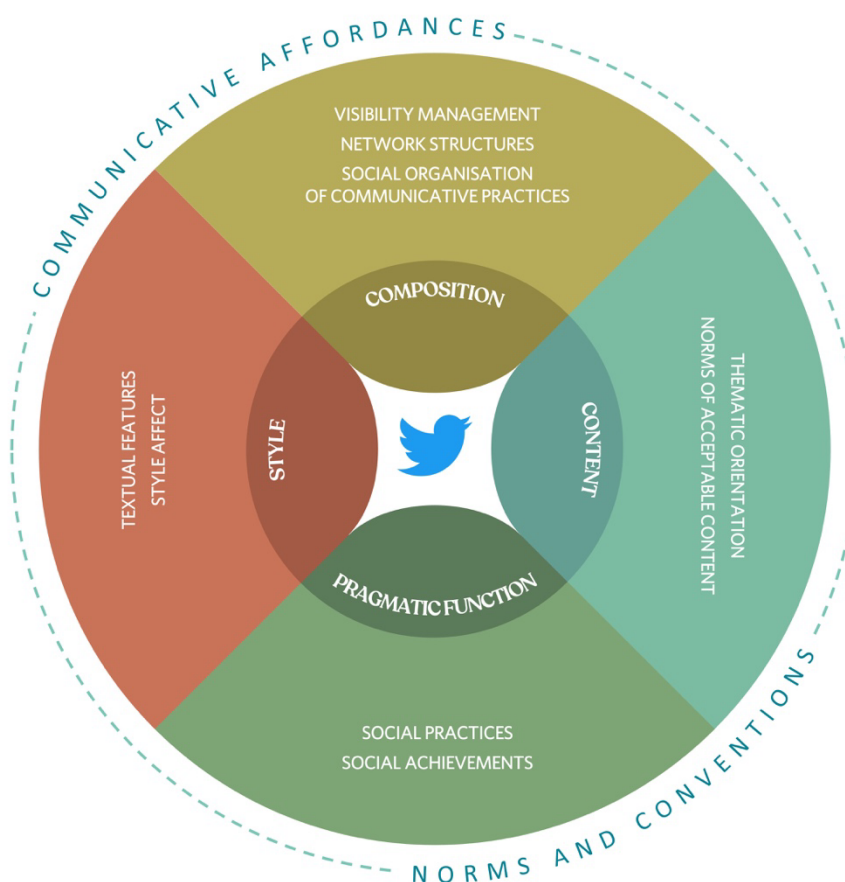 COMMUNICATIVE AFFORDANCES
VISIBILITY MANAGEMENT
NETWORK STRUCTURES
SOCIAL ORGANISATION
OF COMMUNICATIVE PRACTICES
COMPOSITION
TEXTUAL FEATURES
STYLE AFFECT
STYLE
CONTENT
THEMATIC ORIENTATION
NORMS OF ACCEPTABLE CONTENT
PRAGMATIC FUNCTION
SOCIAL PRACTICES
SOCIAL ACHIEVEMENTS
NORMS AND CONVENTIONS